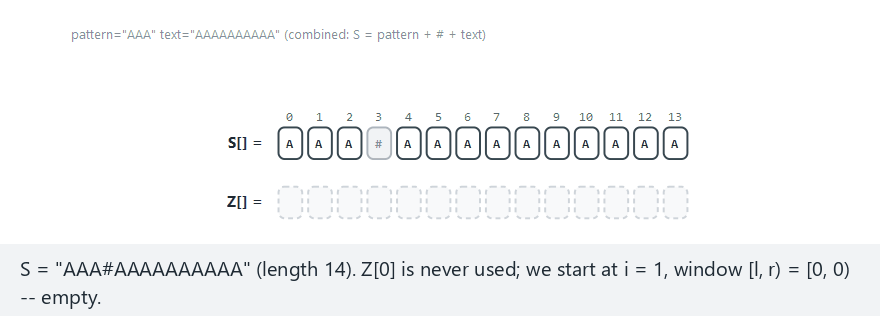 pattern="AAA" text="AAAAAAAAAA" (combined: S = pattern + # + text)
0 1 2 3 4 5 6 7 8 9 10 11 12 13
S[] = A A A # A A A A A A A A A A
Z[] =
S = "AAA#AAAAAAAAAA" (length 14). Z[0] is never used; we start at i = 1, window [l, r) = [0, 0)
-- empty.